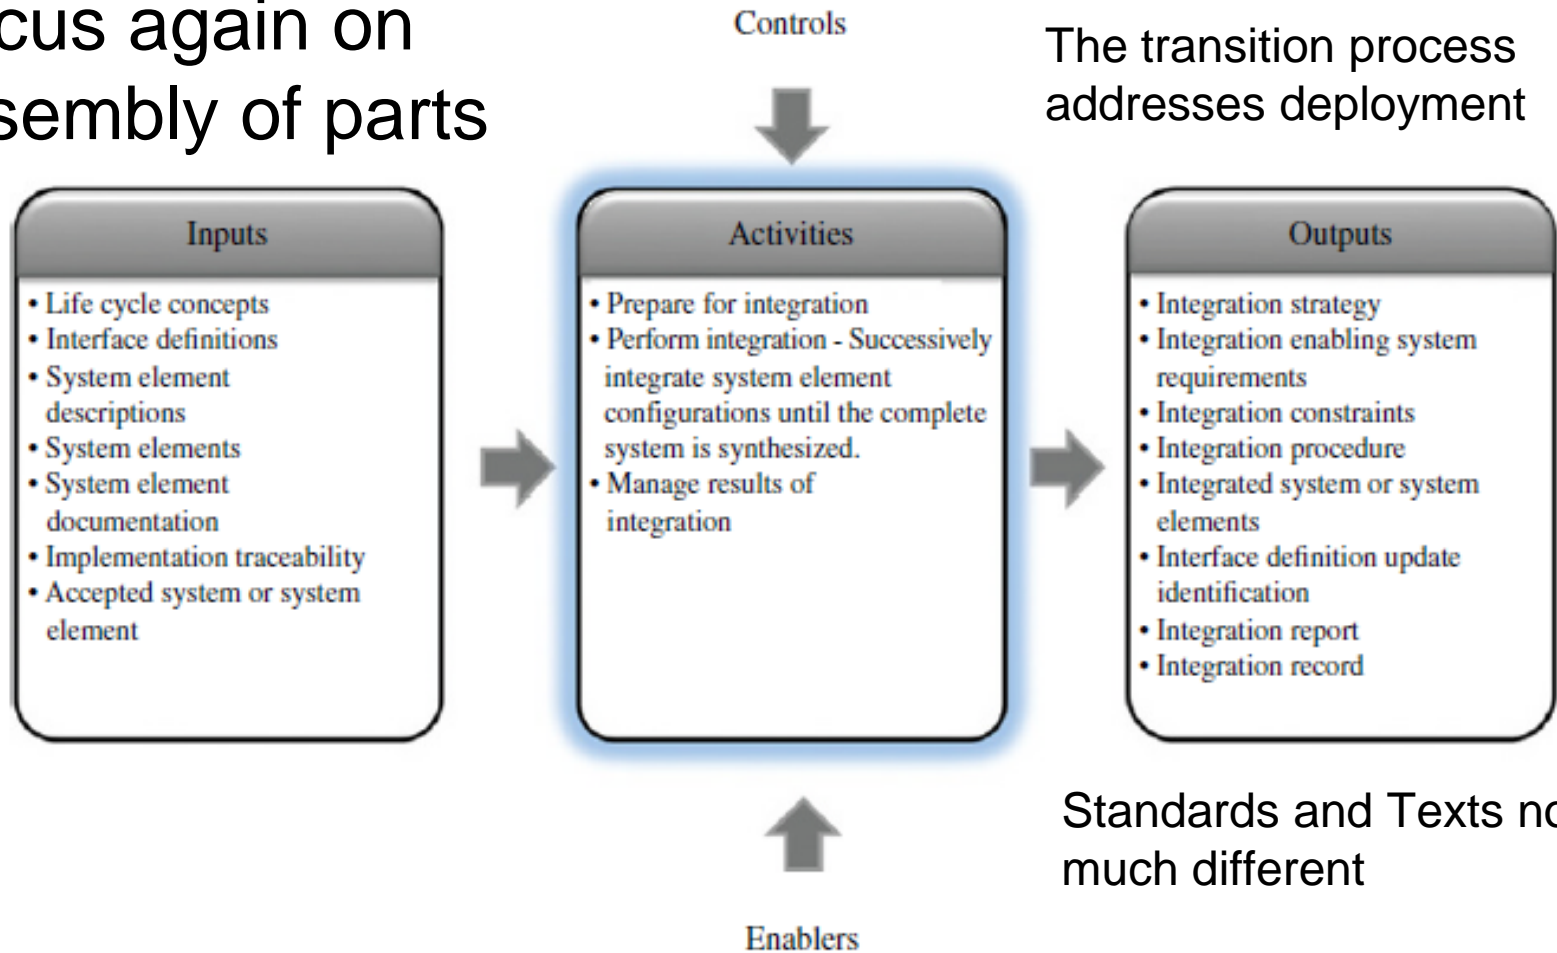 cus again on
sembly of parts
Controls
The transition process
addresses deployment
Inputs
• Life cycle concepts
• Interface definitions
• System element
descriptions
• System elements
• System element
documentation
• Implementation traceability
• Accepted system or system
element
Activities
• Prepare for integration
• Perform integration - Successively
integrate system element
configurations until the complete
system is synthesized.
• Manage results of
integration
Outputs
• Integration strategy
• Integration enabling system
requirements
• Integration constraints
• Integration procedure
• Integrated system or system
elements
• Interface definition update
identification
• Integration report
• Integration record
Standards and Texts no
much different
Enablers